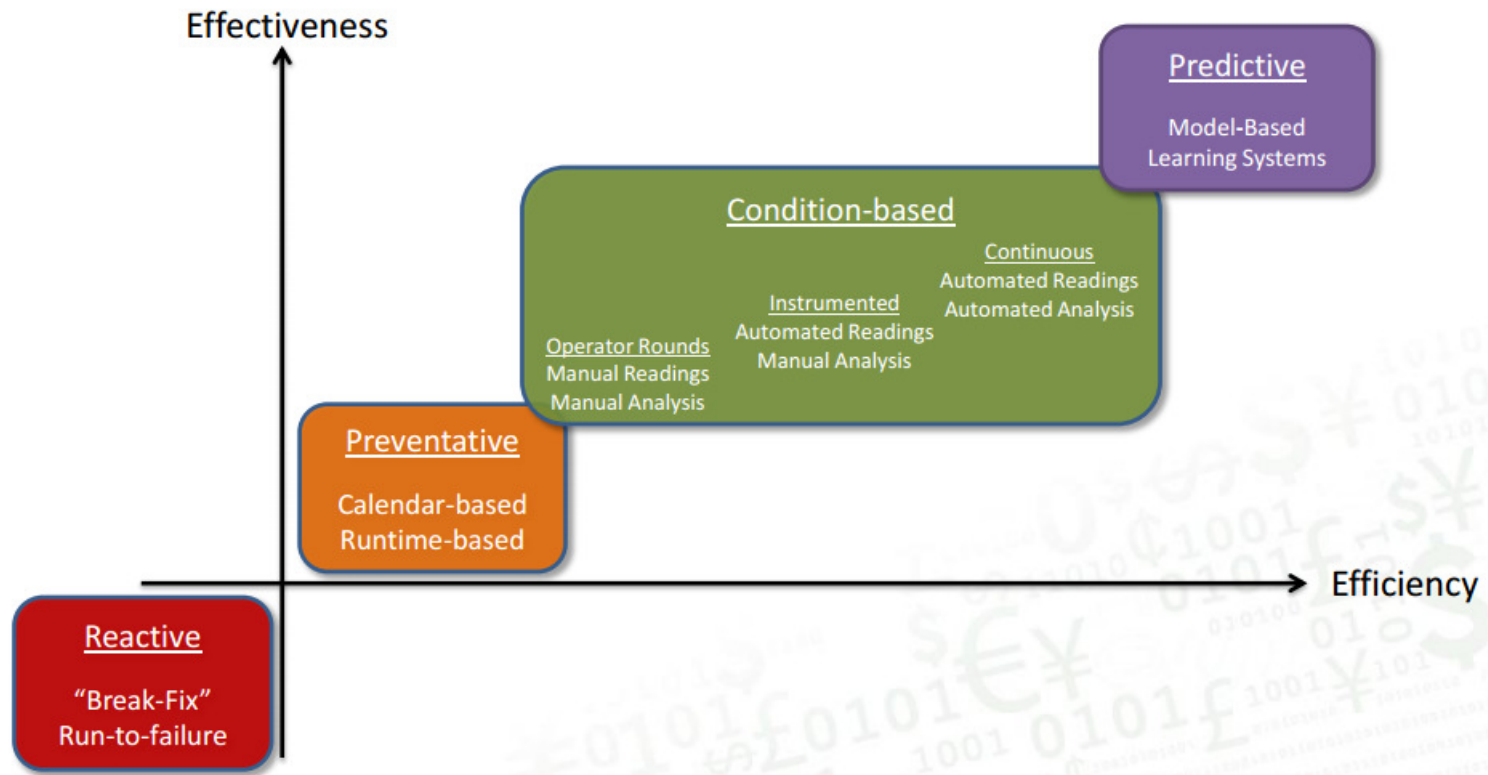 Effectiveness
Predictive
Model-Based
Learning Systems
Condition-based
Continuous
Automated Readings
Automated Analysis
Instrumented
Automated Readings
Manual Analysis
Operator Rounds
Manual Readings
Manual Analysis
Preventative
Calendar-based
Runtime-based
Efficiency
Reactive
“Break-Fix”
Run-to-failure